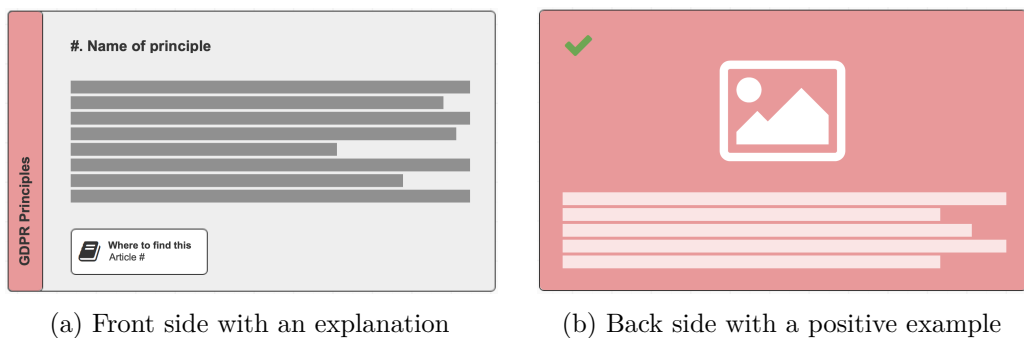 #. Name of principle
GDPR Principles
Where to find this
Article #
(a) Front side with an explanation
(b) Back side with a positive example